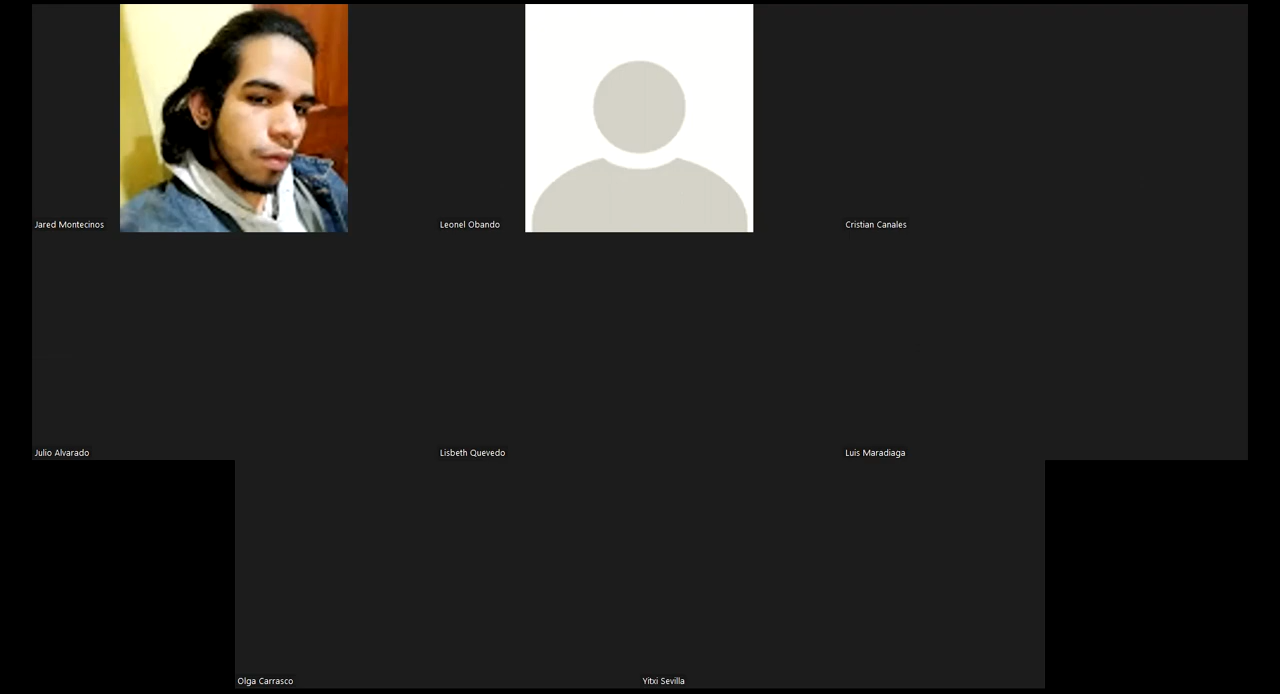 Jared Montecinos
Leonel Obando
Cristian Canales
Julio Alvarado
Lisbeth Quevedo
Luis Maradiaga
Olga Carrasco
Yitxi Sevilla